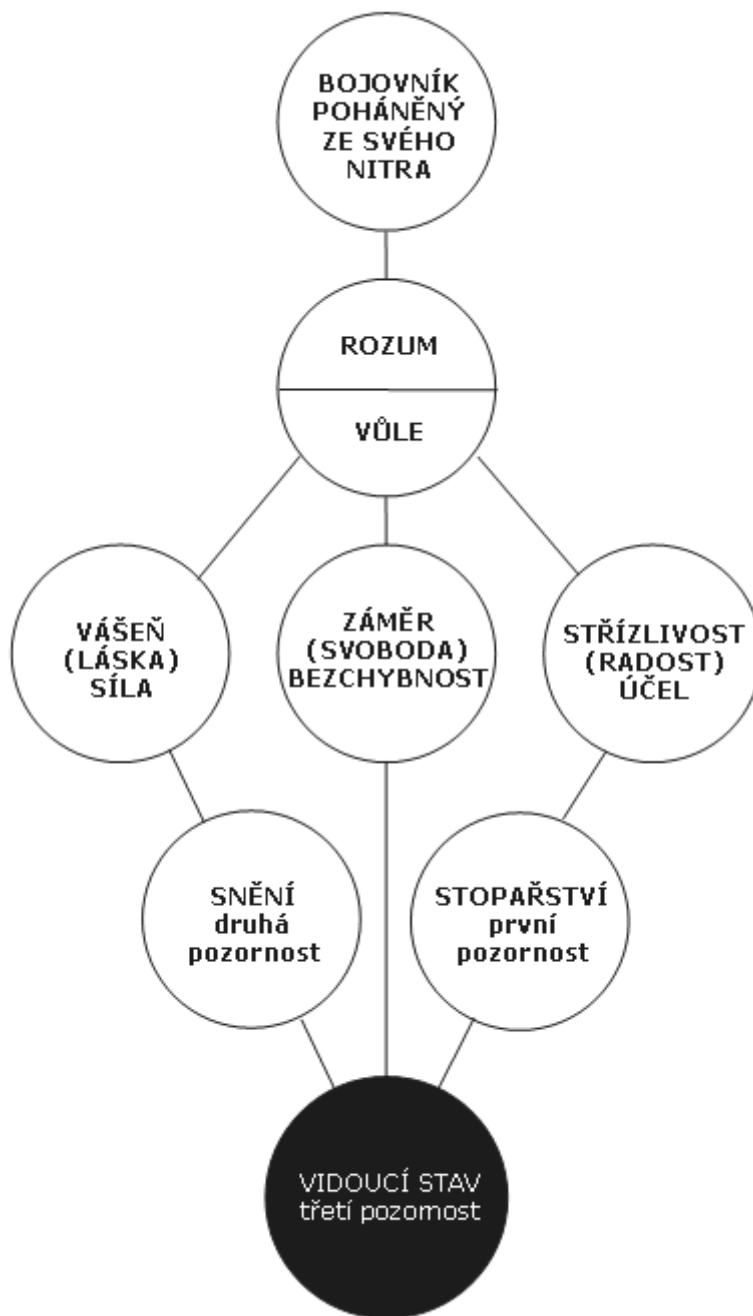 BOJOVNÍK
POHÁNĚNÝ
ZE SVÉHO
NITRA
ROZUM
VŮLE
VÁŠEŇ
(LÁSKA)
SÍLA
ZÁMĚR
(SVOBODA)
BEZCHYBNOST
STŘÍZLIVOST
(RADOST)
ÚČEL
SNĚNÍ
druhá
pozornost
STOPAŘSTVÍ
první
pozornost
VIDOUCÍ STAV
třetí pozornost